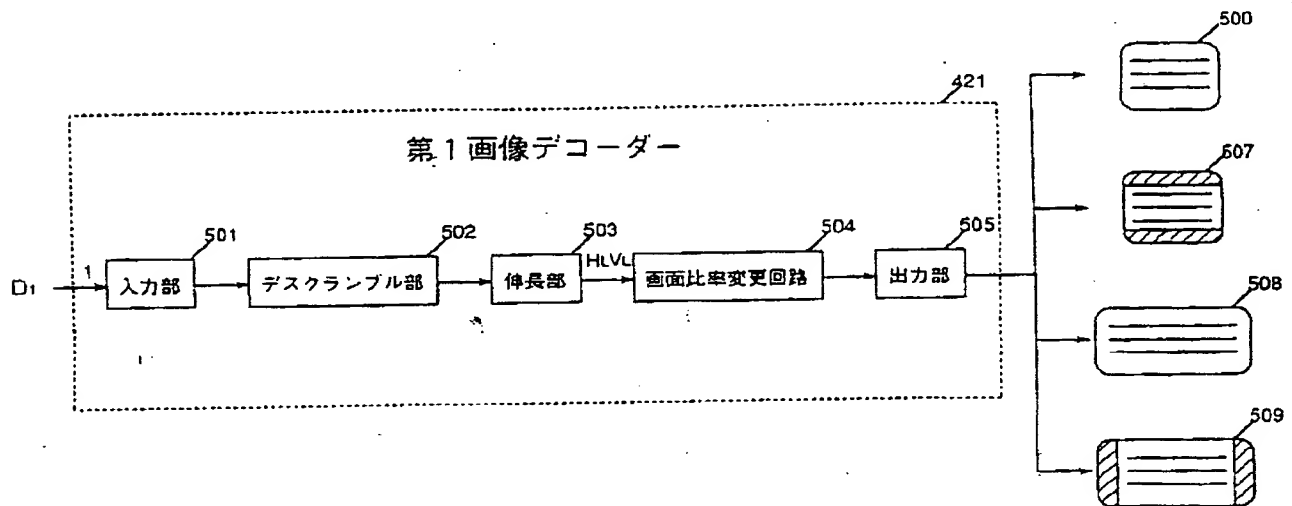 500
421
第1画像デコーダー
507
501
502
503
504
505
D1
1
入力部
デスクランブル部
伸長部
HLVL
画面比率変更回路
出力部
508
509